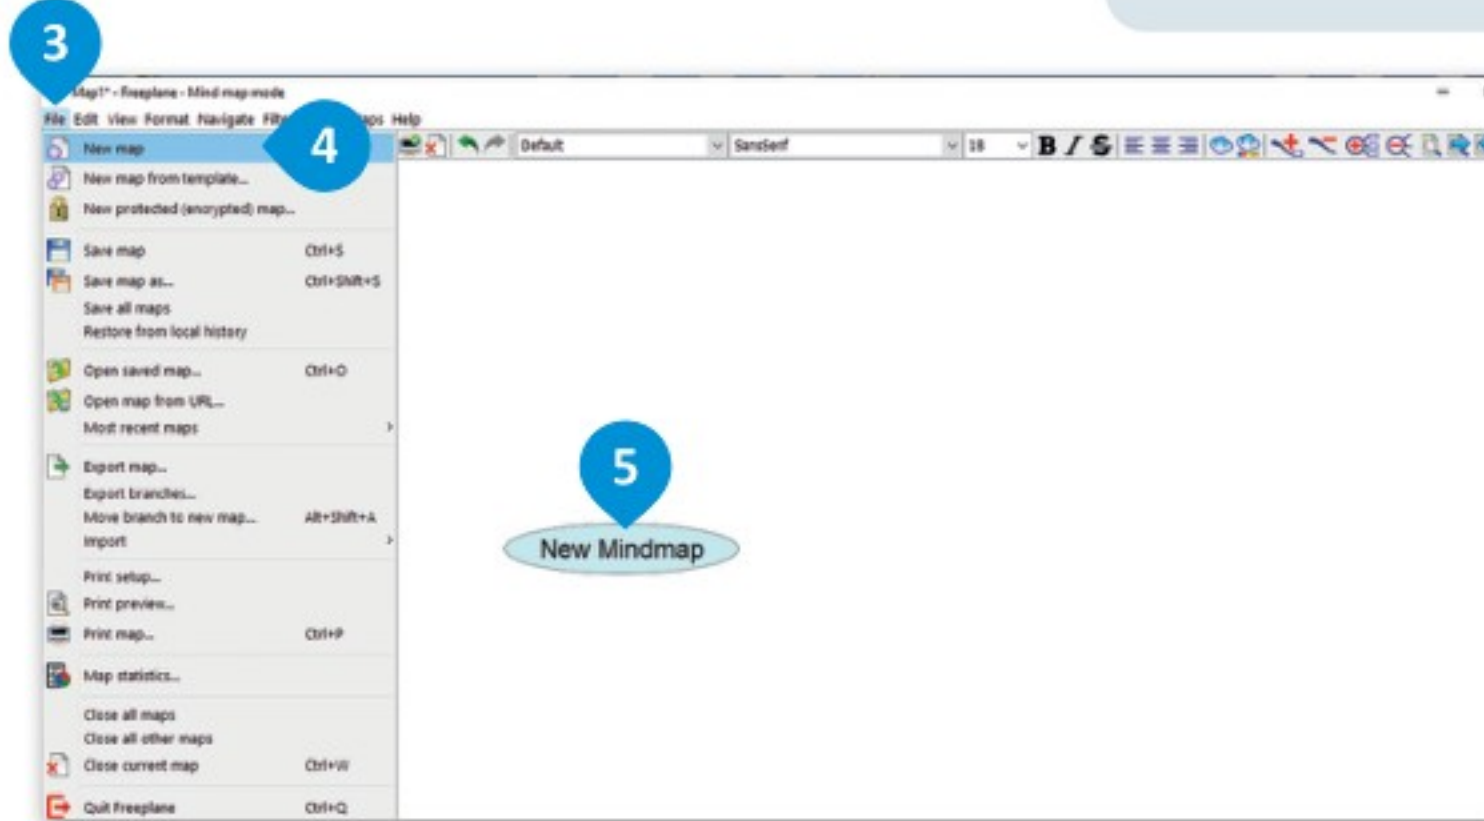 3
Map1* - Freeplane - Mind map mode
File Edit View Format Navigate Help
4
New map
Default SansSerif 18 B I S
New map from template...
New protected (encrypted) map...
Save map Ctrl+S
Save map as... Ctrl+Shift+S
Save all maps
Restore from local history
Open saved map... Ctrl+O
Open map from URL...
Most recent maps
Export map...
5
Export branches...
Move branch to new map... Alt+Shift+A
Import
New Mindmap
Print setup...
Print preview...
Print map... Ctrl+P
Map statistics...
Close all maps
Close all other maps
Close current map Ctrl+W
Quit Freeplane Ctrl+Q